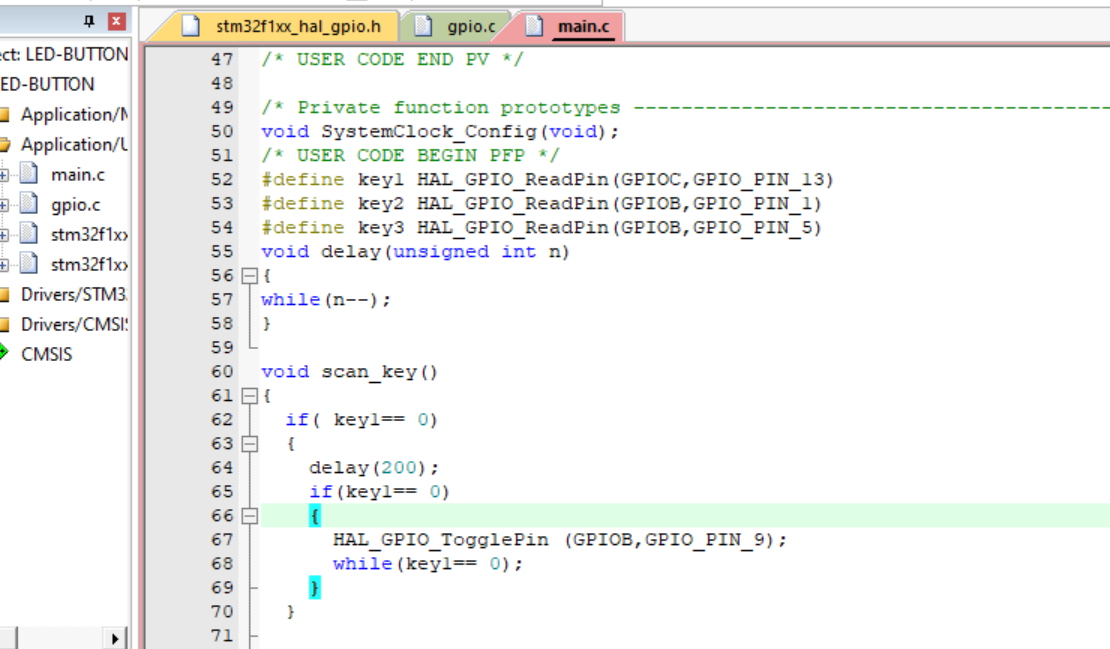 stm32f1xx_hal_gpio.h gpio.c main.c
ect: LED-BUTTON
ED-BUTTON
Application/
Application/
main.c
gpio.c
stm32f1x
stm32f1x
Drivers/STM3
Drivers/CMSI
CMSIS
47 /* USER CODE END PV */
48
49 /* Private function prototypes ---------------------------------------
50 void SystemClock_Config(void);
51 /* USER CODE BEGIN PFP */
52 #define key1 HAL_GPIO_ReadPin(GPIOC,GPIO_PIN_13)
53 #define key2 HAL_GPIO_ReadPin(GPIOB,GPIO_PIN_1)
54 #define key3 HAL_GPIO_ReadPin(GPIOB,GPIO_PIN_5)
55 void delay(unsigned int n)
56 {
57 while(n--);
58 }
59
60 void scan_key()
61 {
62 if( key1== 0)
63 {
64 delay(200);
65 if(key1== 0)
66 {
67 HAL_GPIO_TogglePin (GPIOB,GPIO_PIN_9);
68 while(key1== 0);
69 }
70 }
71